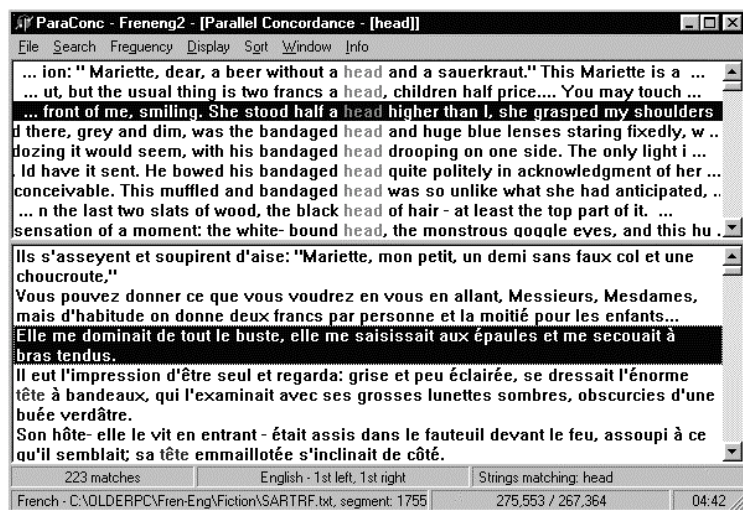 ParaConc - Freneng2 - [Parallel Concordance - [head]]
File Search Frequency Display Sort Window Info
... ion: " Mariette, dear, a beer without a head and a sauerkraut." This Mariette is a ...
... ut, but the usual thing is two francs a head, children half price.... You may touch ...
... front of me, smiling. She stood half a head higher than I, she grasped my shoulders
d there, grey and dim, was the bandaged head and huge blue lenses staring fixedly, w ..
dozing it would seem, with his bandaged head drooping on one side. The only light i ...
. Id have it sent. He bowed his bandaged head quite politely in acknowledgment of her ...
conceivable. This muffled and bandaged head was so unlike what she had anticipated, ..
... n the last two slats of wood, the black head of hair - at least the top part of it. ...
sensation of a moment: the white- bound head, the monstrous goggle eyes, and this hu .
Ils s'asseyent et soupirent d'aise: "Mariette, mon petit, un demi sans faux col et une
choucroute,"
Vous pouvez donner ce que vous voudrez en vous en allant, Messieurs, Mesdames,
mais d'habitude on donne deux francs par personne et la moitié pour les enfants...
Elle me dominait de tout le buste, elle me saisissait aux épaules et me secouait à
bras tendus.
Il eut l'impression d'être seul et regarda: grise et peu éclairée, se dressait l'énorme
tête à bandeaux, qui l'examinait avec ses grosses lunettes sombres, obscurcies d'une
buée verdâtre.
Son hôte- elle le vit en entrant - était assis dans le fauteuil devant le feu, assoupi à ce
qu'il semblait; sa tête emmaillotée s'inclinait de côté.
223 matches English - 1st left, 1st right Strings matching: head
French - C:\OLDERPC\Fren-Eng\Fiction\SARTRF.txt, segment: 1755 275,553 / 267,364 04:42